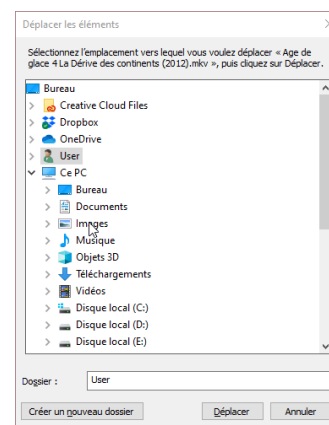 Déplacer les éléments
Sélectionnez l'emplacement vers lequel vous voulez déplacer « Age de
glace 4 La Dérive des continents (2012).mkv », puis cliquez sur Déplacer.
Bureau
Creative Cloud Files
Dropbox
OneDrive
User
Ce PC
Bureau
Documents
Images
Musique
Objets 3D
Téléchargements
Vidéos
Disque local (C:)
Disque local (D:)
Disque local (E:)
Dossier : User
Créer un nouveau dossier Déplacer Annuler